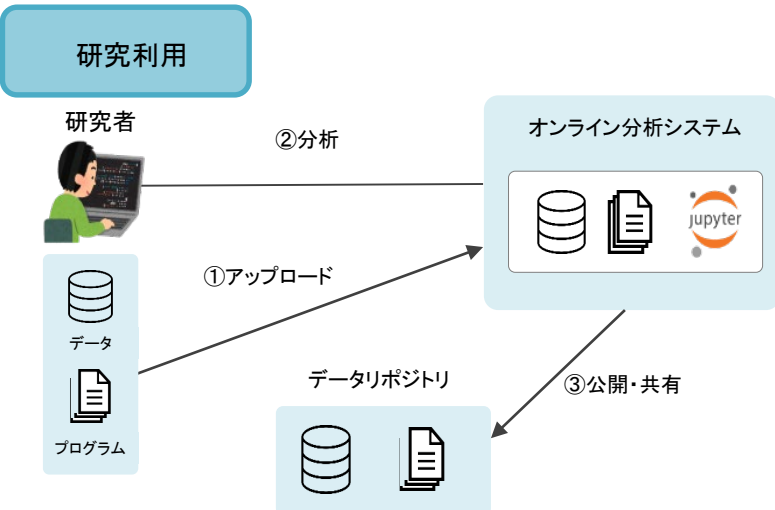 研究利用
研究者
②分析
オンライン分析システム
jupyter
①アップロード
データ
プログラム
データリポジトリ
③公開・共有